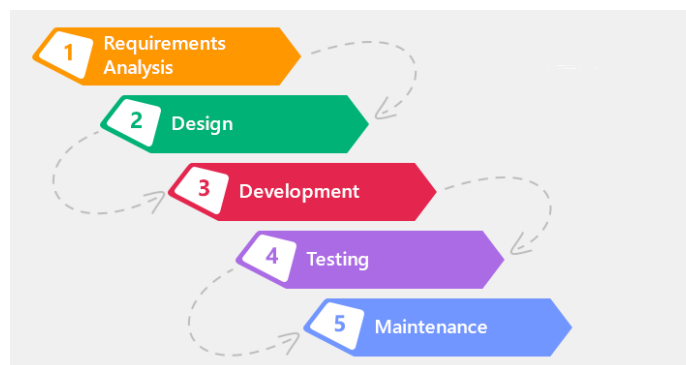 1
Requirements
Analysis
2
Design
3
Development
4
Testing
5
Maintenance